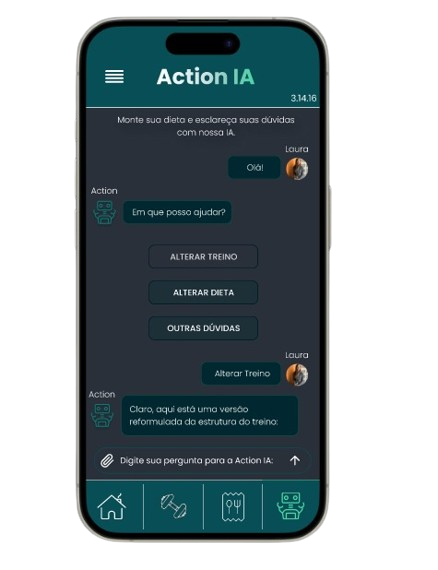 Action IA
3.14.16
Monte sua dieta e esclareça suas dúvidas
com nossa IA.
Laura
Olá!
Action
Em que posso ajudar?
ALTERAR TREINO
ALTERAR DIETA
OUTRAS DÚVIDAS
Laura
Alterar Treino
Action
Claro, aqui está uma versão
reformulada da estrutura do treino:
Digite sua pergunta para a Action IA: